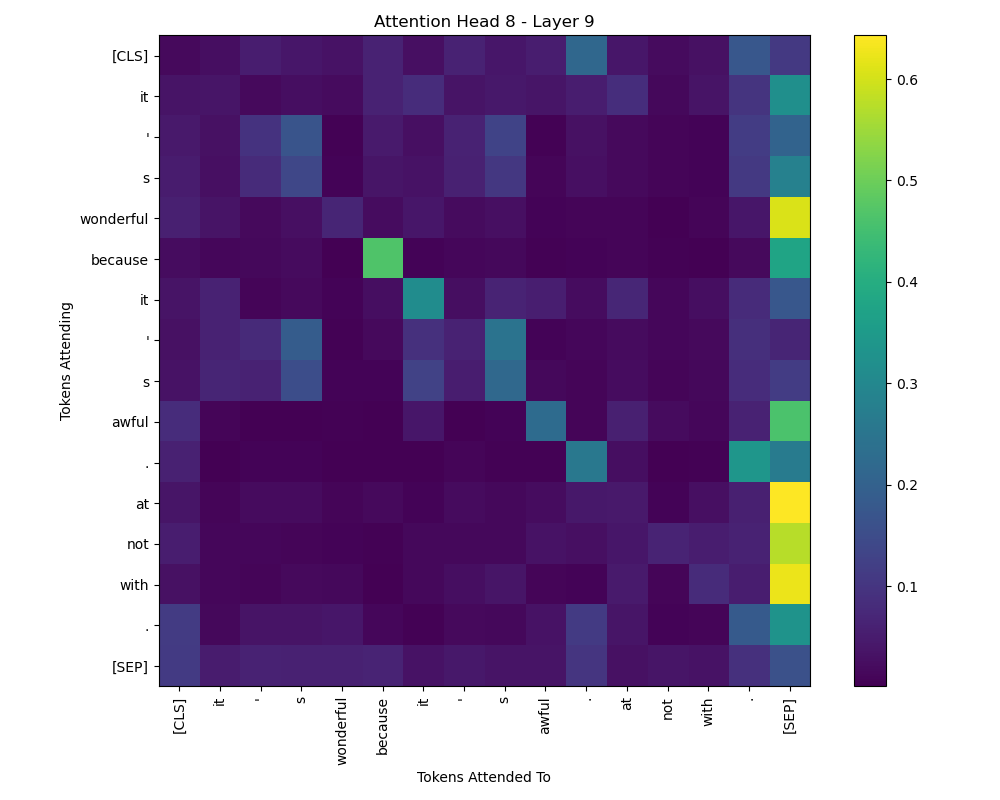 Attention Head 8 - Layer 9
Tokens Attending
[CLS]
it
'
s
wonderful
because
it
'
s
awful
.
at
not
with
.
[SEP]
0.6
0.5
0.4
0.3
0.2
0.1
[CLS]
it
'
s
wonderful
because
it
'
s
awful
.
at
not
with
.
[SEP]
Tokens Attended To